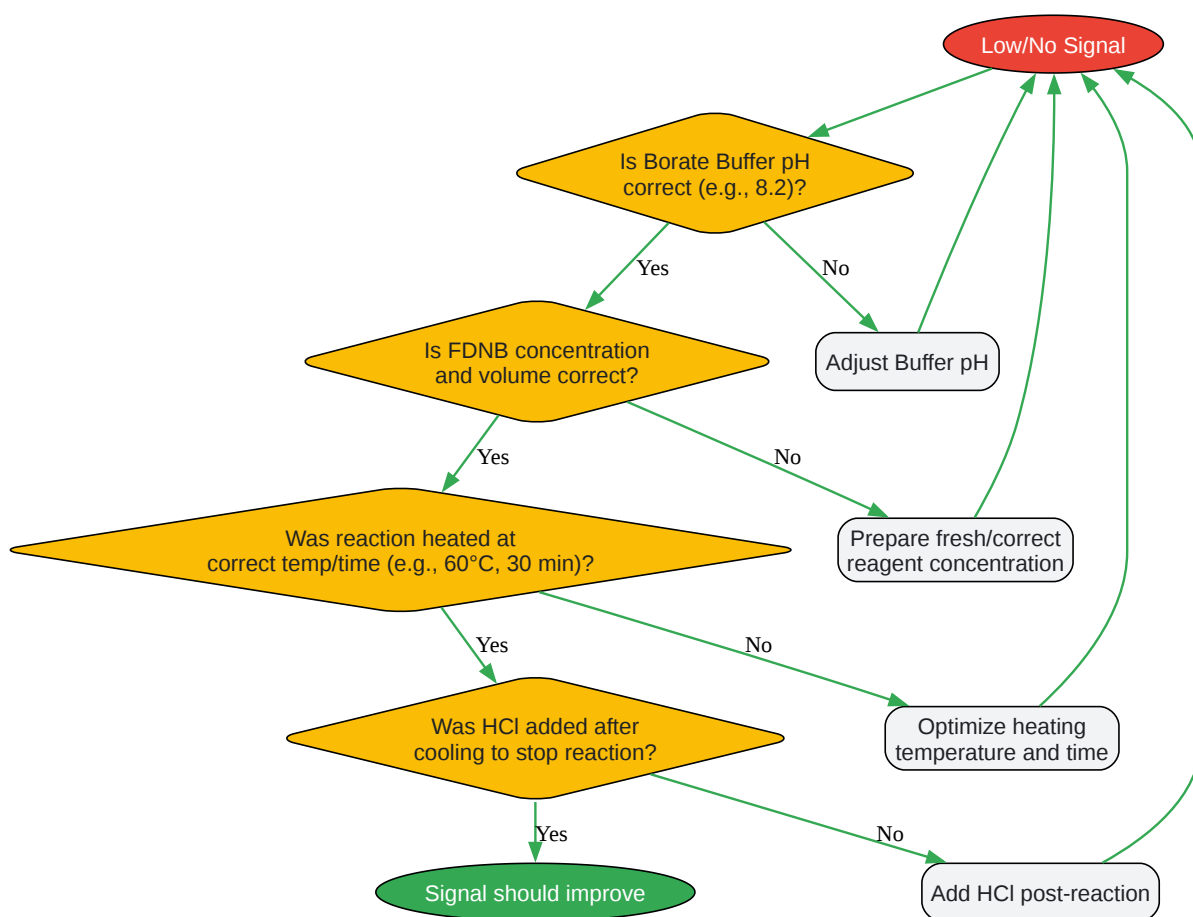 Low/No Signal
Is Borate Buffer pH
correct (e.g., 8.2)?
Yes
No
Is FDNB concentration
and volume correct?
Adjust Buffer pH
Yes
No
Was reaction heated at
correct temp/time (e.g., 60°C, 30 min)?
Prepare fresh/correct
reagent concentration
Yes
No
Was HCl added after
cooling to stop reaction?
Optimize heating
temperature and time
Yes
No
Signal should improve
Add HCl post-reaction